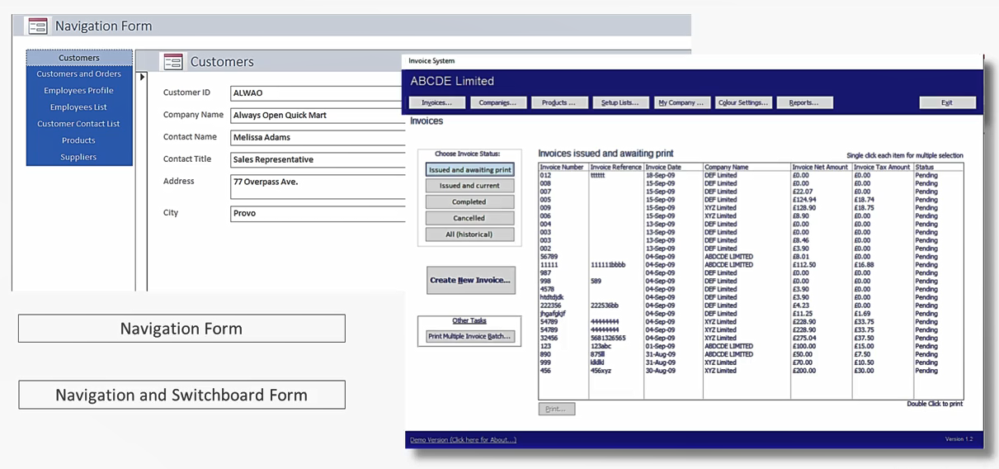 Navigation Form
Customers
Customers and Orders
Employees Profile
Employees List
Customer Contact List
Products
Suppliers
Customers
Customer ID ALWAO
Company Name Always Open Quick Mart
Contact Name Melissa Adams
Contact Title Sales Representative
Address 77 Overpass Ave.
City Provo
Navigation Form
Navigation and Switchboard Form
Invoice System
ABCDE Limited
Invoices... Companies... Products ... Setup Lists... My Company ... Colour Settings... Reports... Exit
Invoices
Choose Invoice Status:
Issued and awaiting print
Issued and current
Completed
Cancelled
All (historical)
Create New Invoice...
Other Tasks
Print Multiple Invoice Batch...
Invoices issued and awaiting print Single click each item for multiple selection
Invoice Number Invoice Reference Invoice Date Company Name Invoice Net Amount Invoice Tax Amount Status
012 tttttt 18-Sep-09 DEF Limited £0.00 £0.00 Pending
008 15-Sep-09 DEF Limited £0.00 £0.00 Pending
007 15-Sep-09 DEF Limited £22.07 £0.00 Pending
005 15-Sep-09 DEF Limited £124.94 £18.74 Pending
009 15-Sep-09 XYZ Limited £128.90 £18.75 Pending
006 15-Sep-09 XYZ Limited £8.90 £0.00 Pending
004 13-Sep-09 DEF Limited £0.00 £0.00 Pending
003 13-Sep-09 DEF Limited £0.00 £0.00 Pending
003 13-Sep-09 DEF Limited £8.46 £0.00 Pending
002 13-Sep-09 DEF Limited £3.90 £0.00 Pending
56789 04-Sep-09 ABDCDE LIMITED £8.01 £0.00 Pending
11111 111111bbbb 04-Sep-09 ABDCDE LIMITED £112.50 £16.88 Pending
987 04-Sep-09 DEF Limited £0.00 £0.00 Pending
998 589 04-Sep-09 DEF Limited £0.00 £0.00 Pending
4578 04-Sep-09 DEF Limited £3.90 £0.00 Pending
htdtdjdk 04-Sep-09 DEF Limited £3.90 £0.00 Pending
222356 222536bb 04-Sep-09 DEF Limited £4.23 £0.00 Pending
jhgafgkjf 04-Sep-09 DEF Limited £11.25 £1.69 Pending
54789 44444444 04-Sep-09 XYZ Limited £228.90 £33.75 Pending
54789 44444444 04-Sep-09 XYZ Limited £228.90 £33.75 Pending
32456 5681326565 04-Sep-09 XYZ Limited £275.04 £37.50 Pending
123 123abc 01-Sep-09 ABDCDE LIMITED £100.00 £15.00 Pending
890 31-Aug-09 ABDCDE LIMITED £50.00 £7.50 Pending
999 31-Aug-09 XYZ Limited £70.00 £10.50 Pending
456 456xyz 30-Aug-09 XYZ Limited £200.00 £30.00 Pending
Print... Double Click to print
Demo Version (Click here for About...) Version 1.2